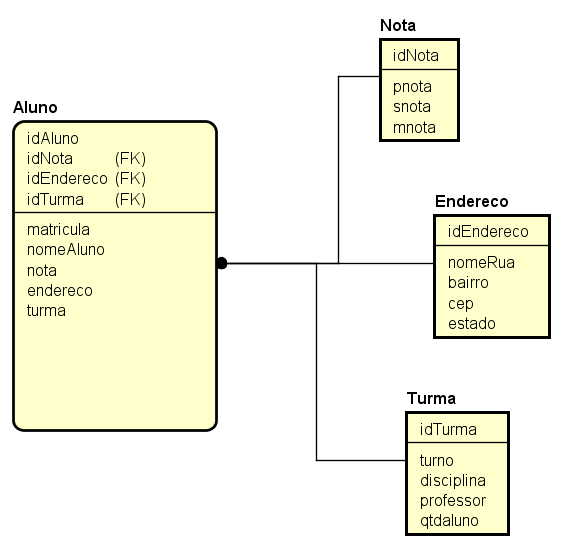 Aluno
idAluno
idNota (FK)
idEndereco (FK)
idTurma (FK)
matricula
nomeAluno
nota
endereco
turma
Nota
idNota
pnota
snota
mnota
Endereco
idEndereco
nomeRua
bairro
cep
estado
Turma
idTurma
turno
disciplina
professor
qtdaluno